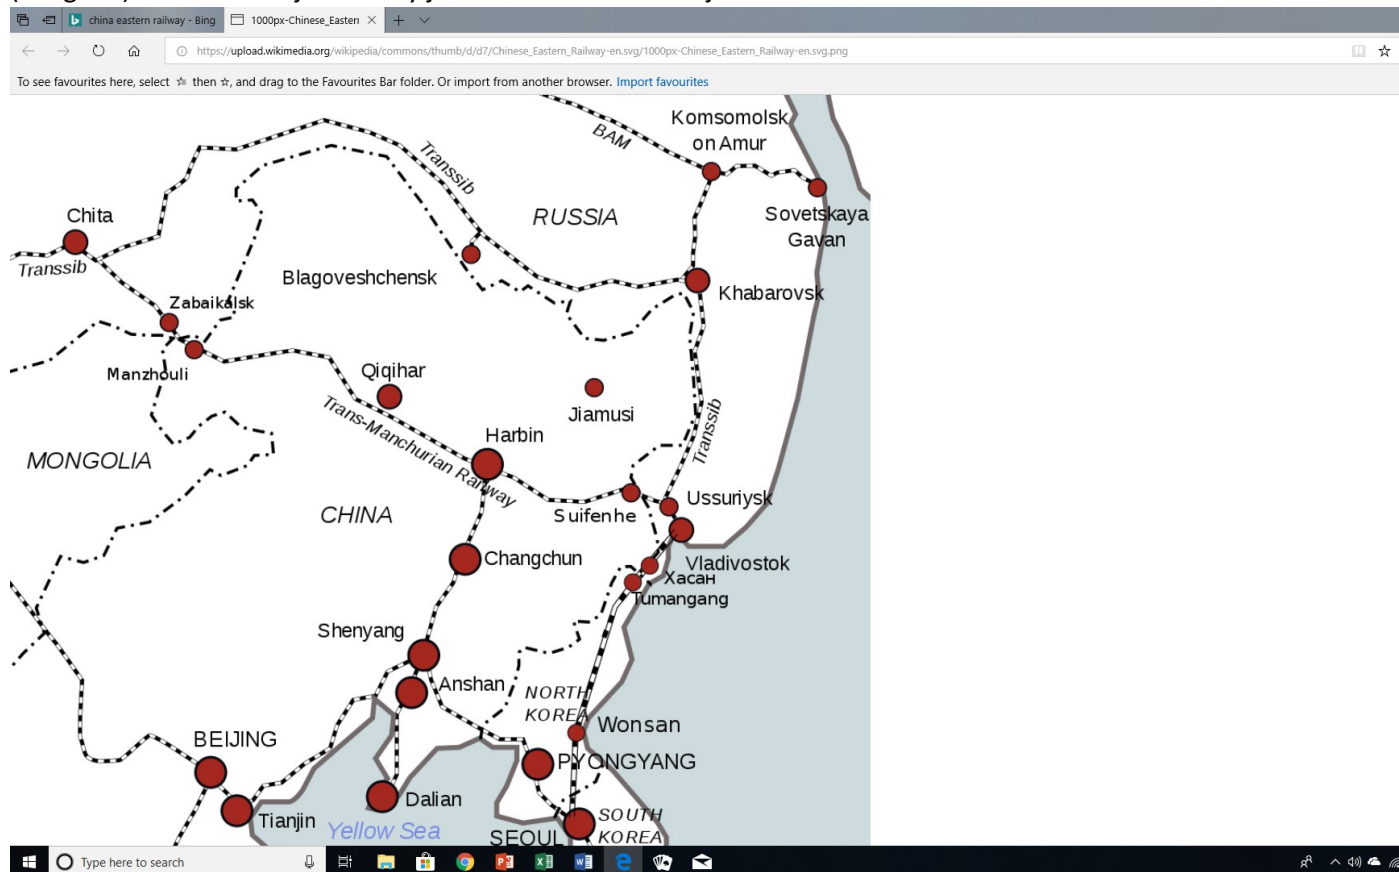 china eastern railway - Bing
1000px-Chinese_Eastern
https://upload.wikimedia.org/wikipedia/commons/thumb/d/d7/Chinese_Eastern_Railway-en.svg/1000px-Chinese_Eastern_Railway-en.svg.png
To see favourites here, select then , and drag to the Favourites Bar folder. Or import from another browser. Import favourites
Komsomolsk
on Amur
BAM
Transsib
RUSSIA
Sovetskaya
Gavan
Chita
Transsib
Blagoveshchensk
Khabarovsk
Zabaikalsk
Manzhouli
Qiqihar
Jiamusi
Trans-Manchurian Railway
Harbin
Transsib
MONGOLIA
Ussuriysk
Suifenhe
CHINA
Changchun
Vladivostok
Хасан
Tumangang
Shenyang
Anshan
NORTH
KOREA
Wonsan
BEIJING
PYONGYANG
Dalian
Tianjin
Yellow Sea
SEOUL
SOUTH
KOREA
Type here to search